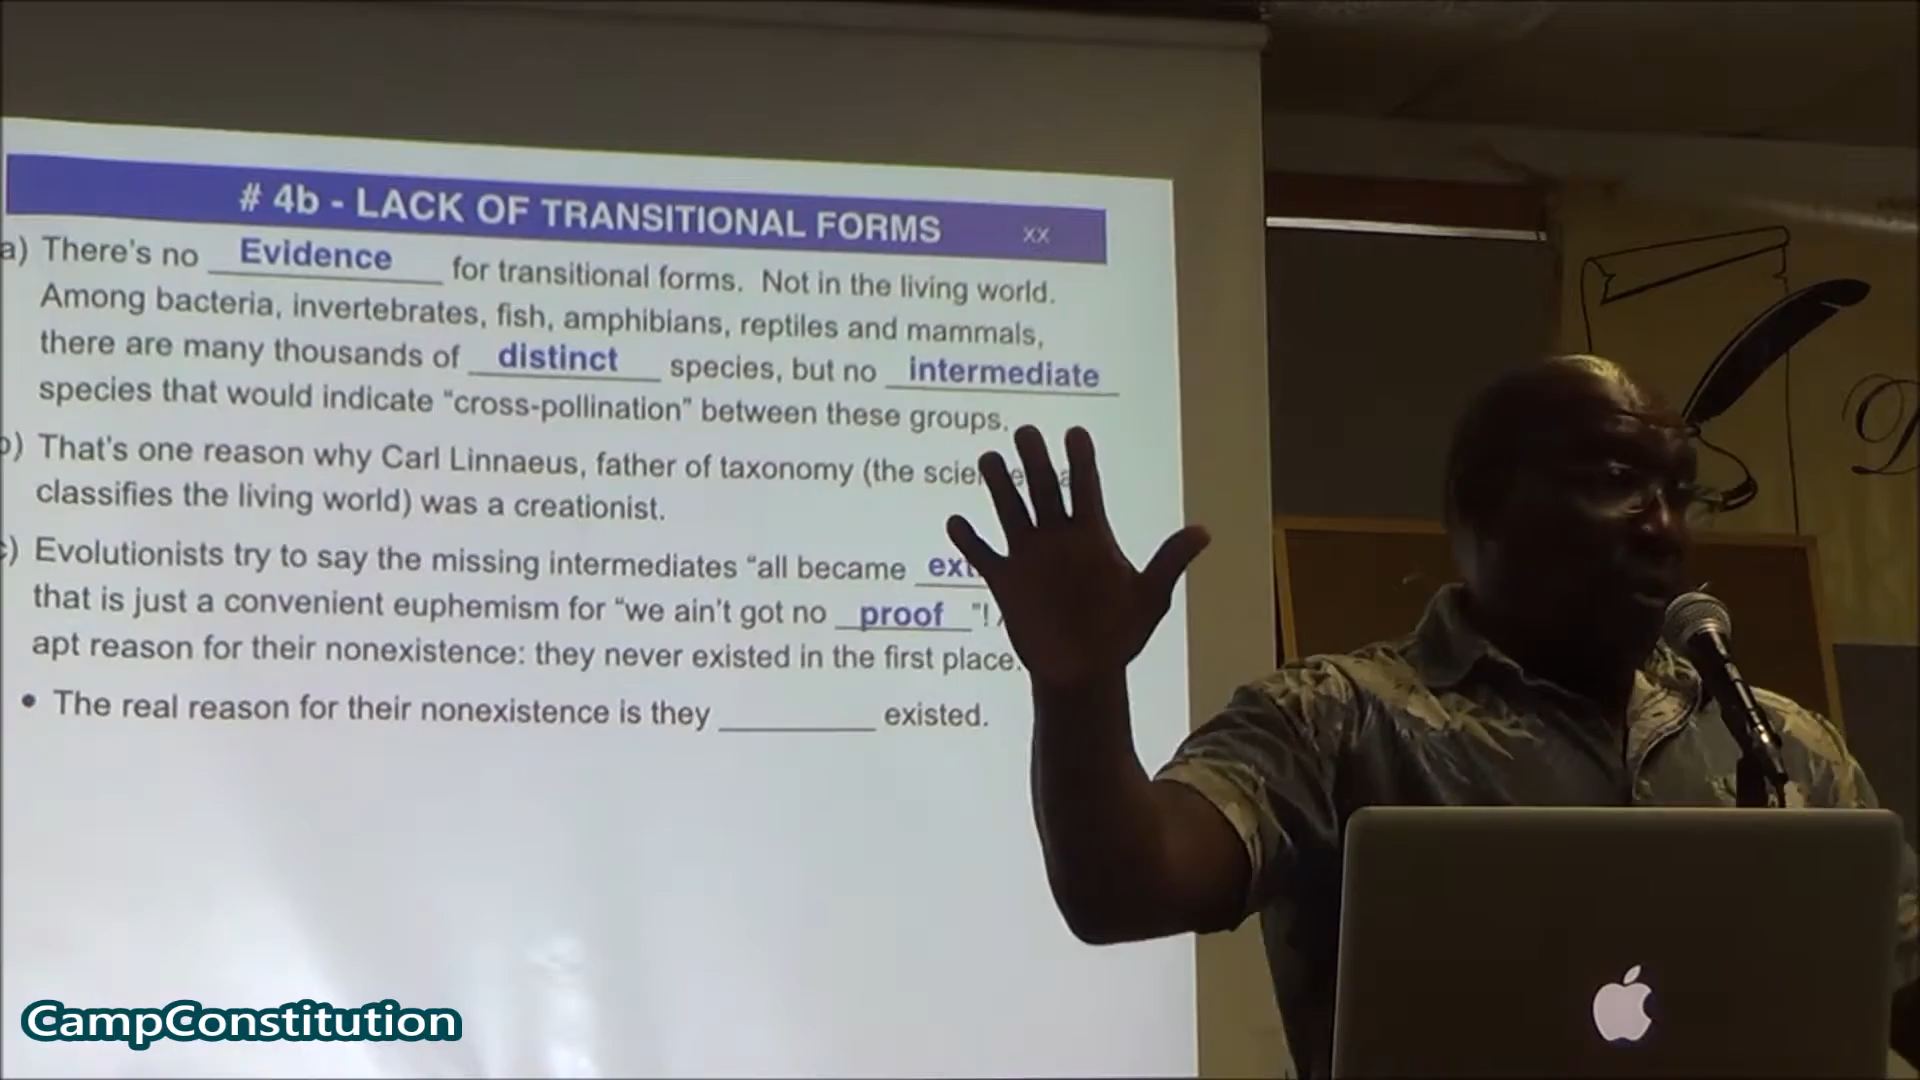 # 4b - LACK OF TRANSITIONAL FORMS xx
a) There's no Evidence for transitional forms. Not in the living world.
Among bacteria, invertebrates, fish, amphibians, reptiles and mammals,
there are many thousands of distinct species, but no intermediate
species that would indicate "cross-pollination" between these groups.
) That's one reason why Carl Linnaeus, father of taxonomy (the
classifies the living world) was a creationist.
) Evolutionists try to say the missing intermediates "all became
that is just a convenient euphemism for "we ain't got no proof"!
apt reason for their nonexistence: they never existed in the first place.
• The real reason for their nonexistence is they ________ existed.
D
CampConstitution